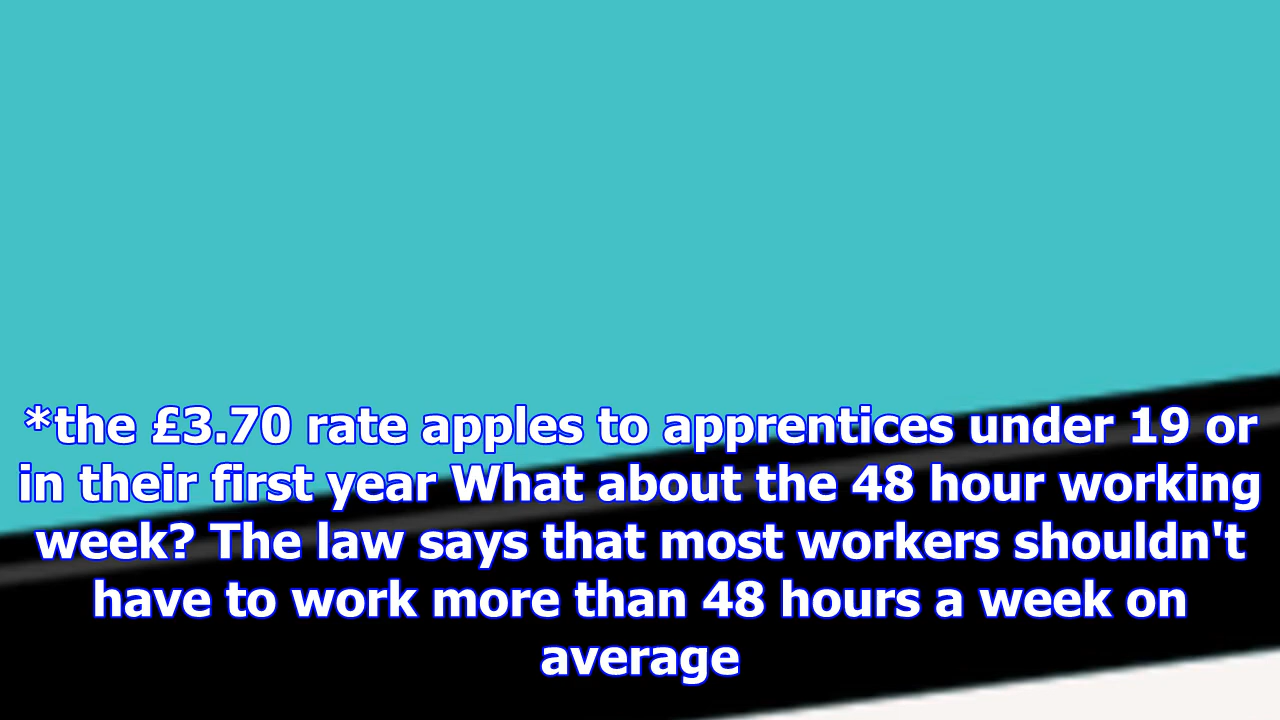 *the £3.70 rate apples to apprentices under 19 or
in their first year What about the 48 hour working
week? The law says that most workers shouldn't
have to work more than 48 hours a week on
average